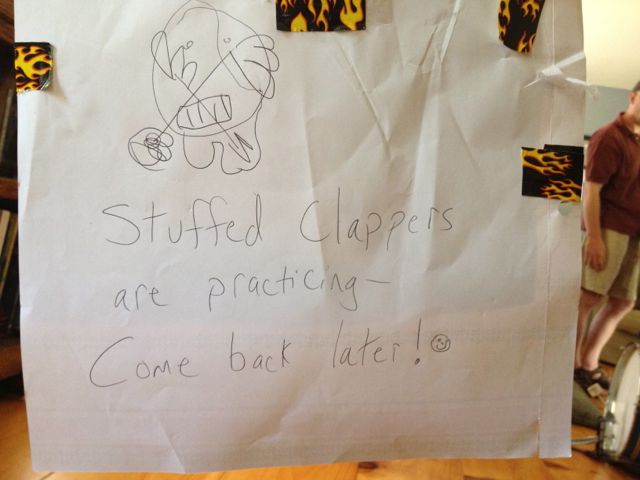 Stuffed Clappers
are practicing—
Come back later!